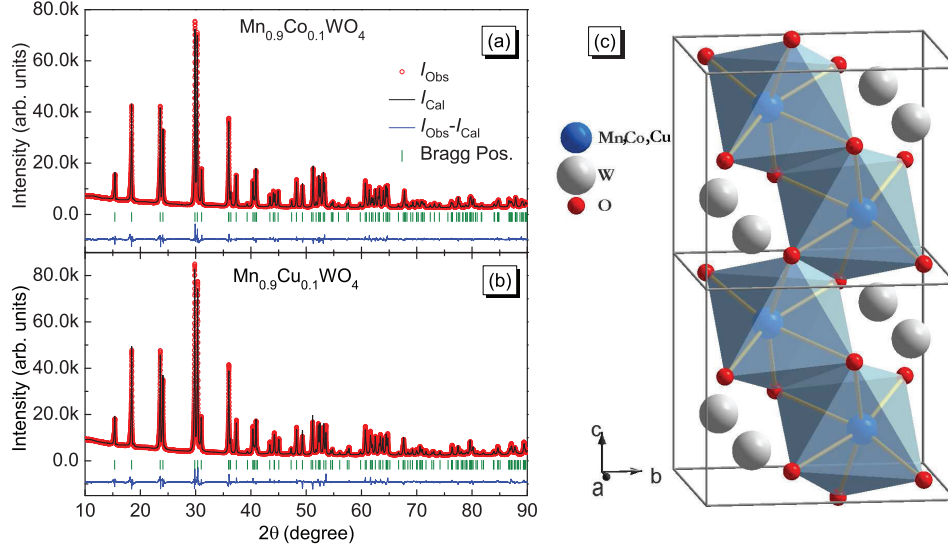 80.0k
Mn0.9Co0.1WO4
(a)
IObs
ICal
IObs-ICal
Bragg Pos.
Intensity (arb. units)
60.0k
40.0k
20.0k
0.0
Mn0.9Cu0.1WO4
(b)
Intensity (arb. units)
80.0k
60.0k
40.0k
20.0k
0.0
10 20 30 40 50 60 70 80 90
2θ (degree)
(c)
Mn,Co,Cu
W
O
c
b
a